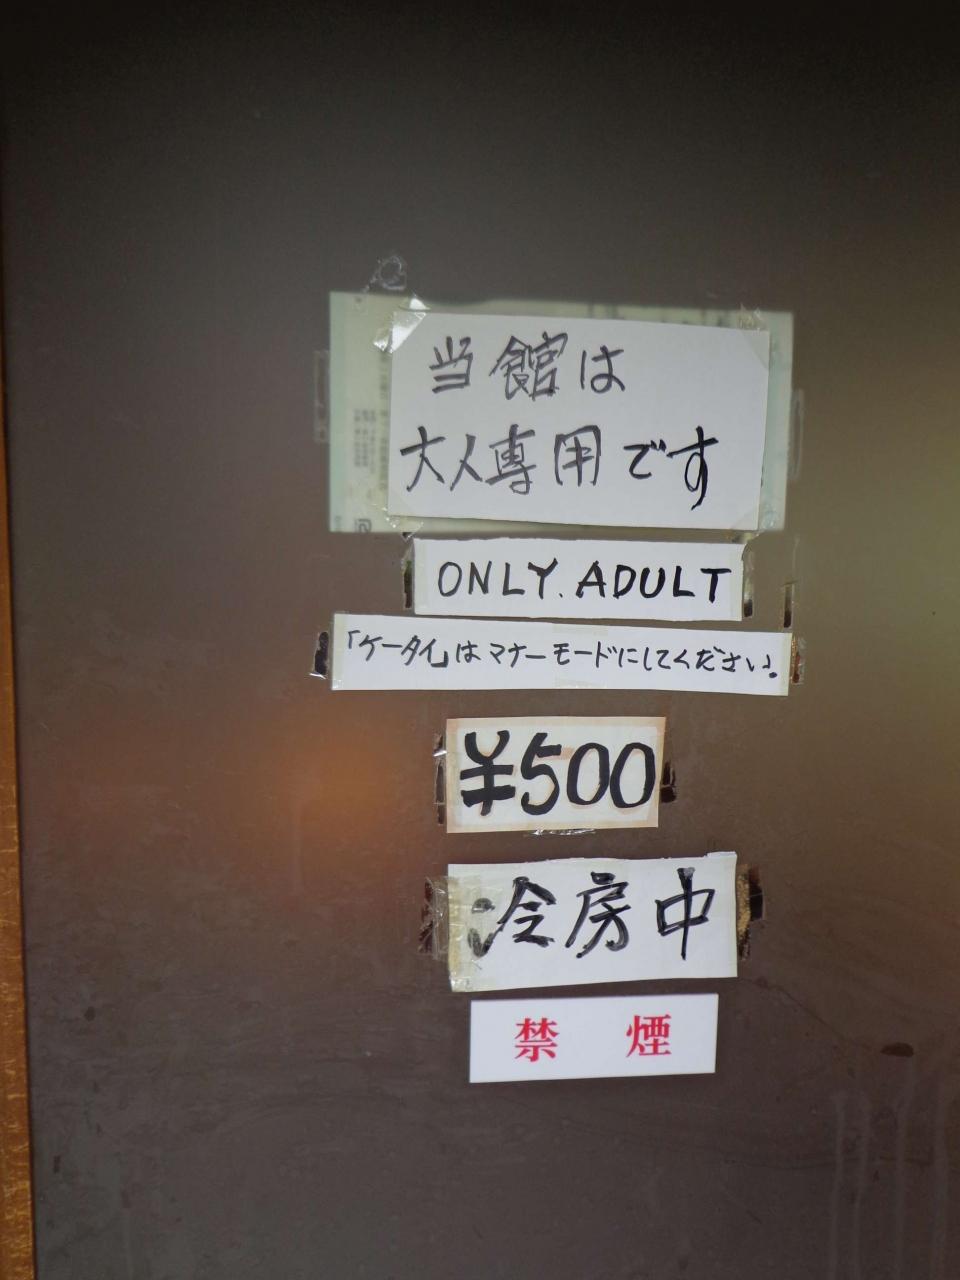 当館は
大人専用です
ONLY. ADULT
「ケータイ」はマナーモードにしてください。
¥500
冷房中
禁煙